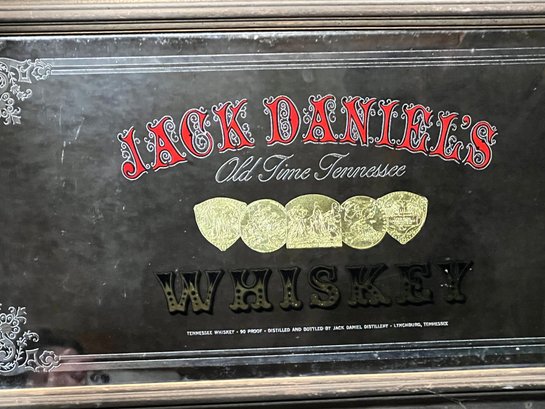 JACK DANIEL'S
Old Time Tennessee
WHISKEY
TENNESSEE WHISKEY - 90 PROOF - DISTILLED AND BOTTLED BY JACK DANIEL DISTILLERY - LYNCHBURG, TENNESSEE